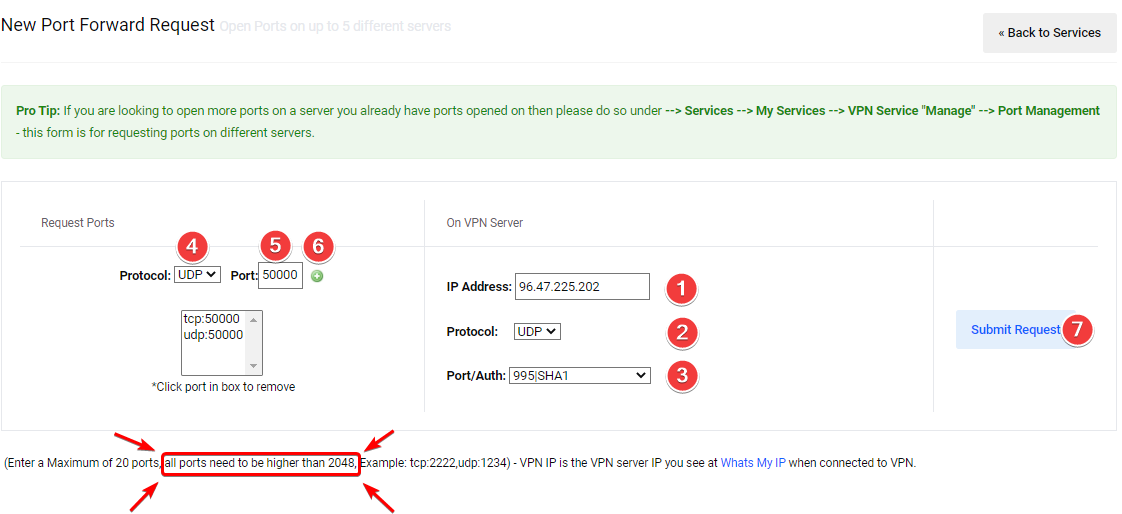 New Port Forward Request Open Ports on up to 5 different servers
« Back to Services
Pro Tip: If you are looking to open more ports on a server you already have ports opened on then please do so under --> Services --> My Services --> VPN Service "Manage" --> Port Management
- this form is for requesting ports on different servers.
Request Ports
On VPN Server
4
5
6
Protocol: UDP Port: 50000
tcp:50000
udp:50000
*Click port in box to remove
IP Address: 96.47.225.202
1
Protocol: UDP
2
Port/Auth: 995|SHA1
3
Submit Request
7
(Enter a Maximum of 20 ports, all ports need to be higher than 2048, Example: tcp:2222,udp:1234) - VPN IP is the VPN server IP you see at Whats My IP when connected to VPN.